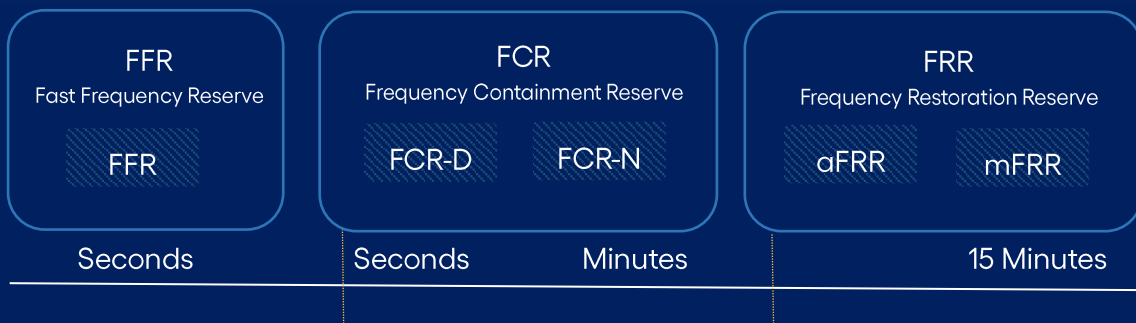 FFR
Fast Frequency Reserve
FFR
FCR
Frequency Containment Reserve
FCR-D
FCR-N
FRR
Frequency Restoration Reserve
aFRR
mFRR
Seconds
Seconds
Minutes
15 Minutes